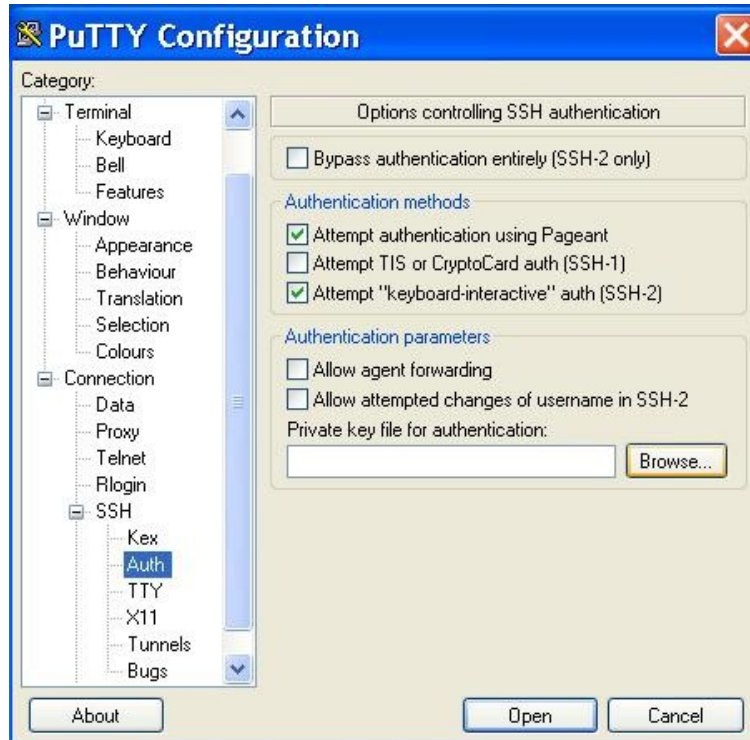 PuTTY Configuration
Category:
Terminal
Keyboard
Bell
Features
Window
Appearance
Behaviour
Translation
Selection
Colours
Connection
Data
Proxy
Telnet
Rlogin
SSH
Kex
Auth
TTY
X11
Tunnels
Bugs
Options controlling SSH authentication
Bypass authentication entirely (SSH-2 only)
Authentication methods
Attempt authentication using Pageant
Attempt TIS or CryptoCard auth (SSH-1)
Attempt "keyboard-interactive" auth (SSH-2)
Authentication parameters
Allow agent forwarding
Allow attempted changes of username in SSH-2
Private key file for authentication:
Browse...
About
Open
Cancel